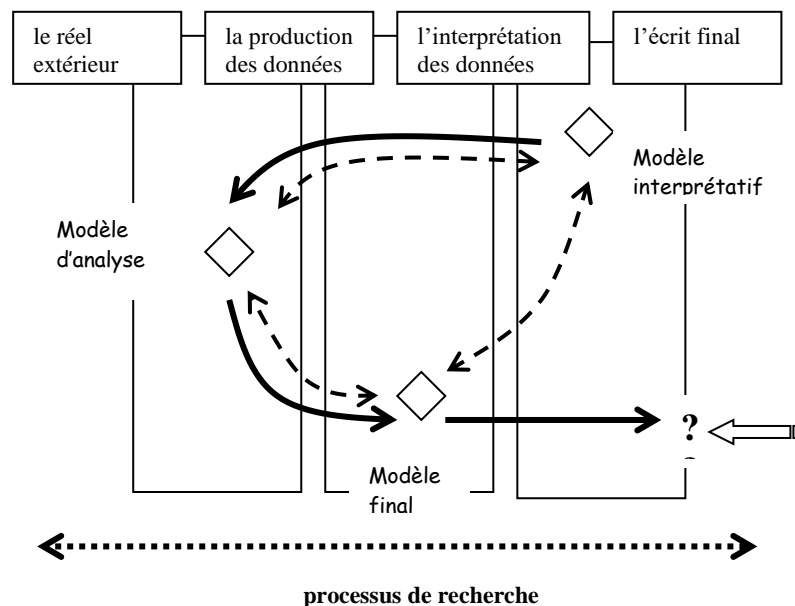 le réel
extérieur
la production
des données
l'interprétation
des données
l'écrit final
Modèle
interprétatif
Modèle
d'analyse
?
Modèle
final
processus de recherche